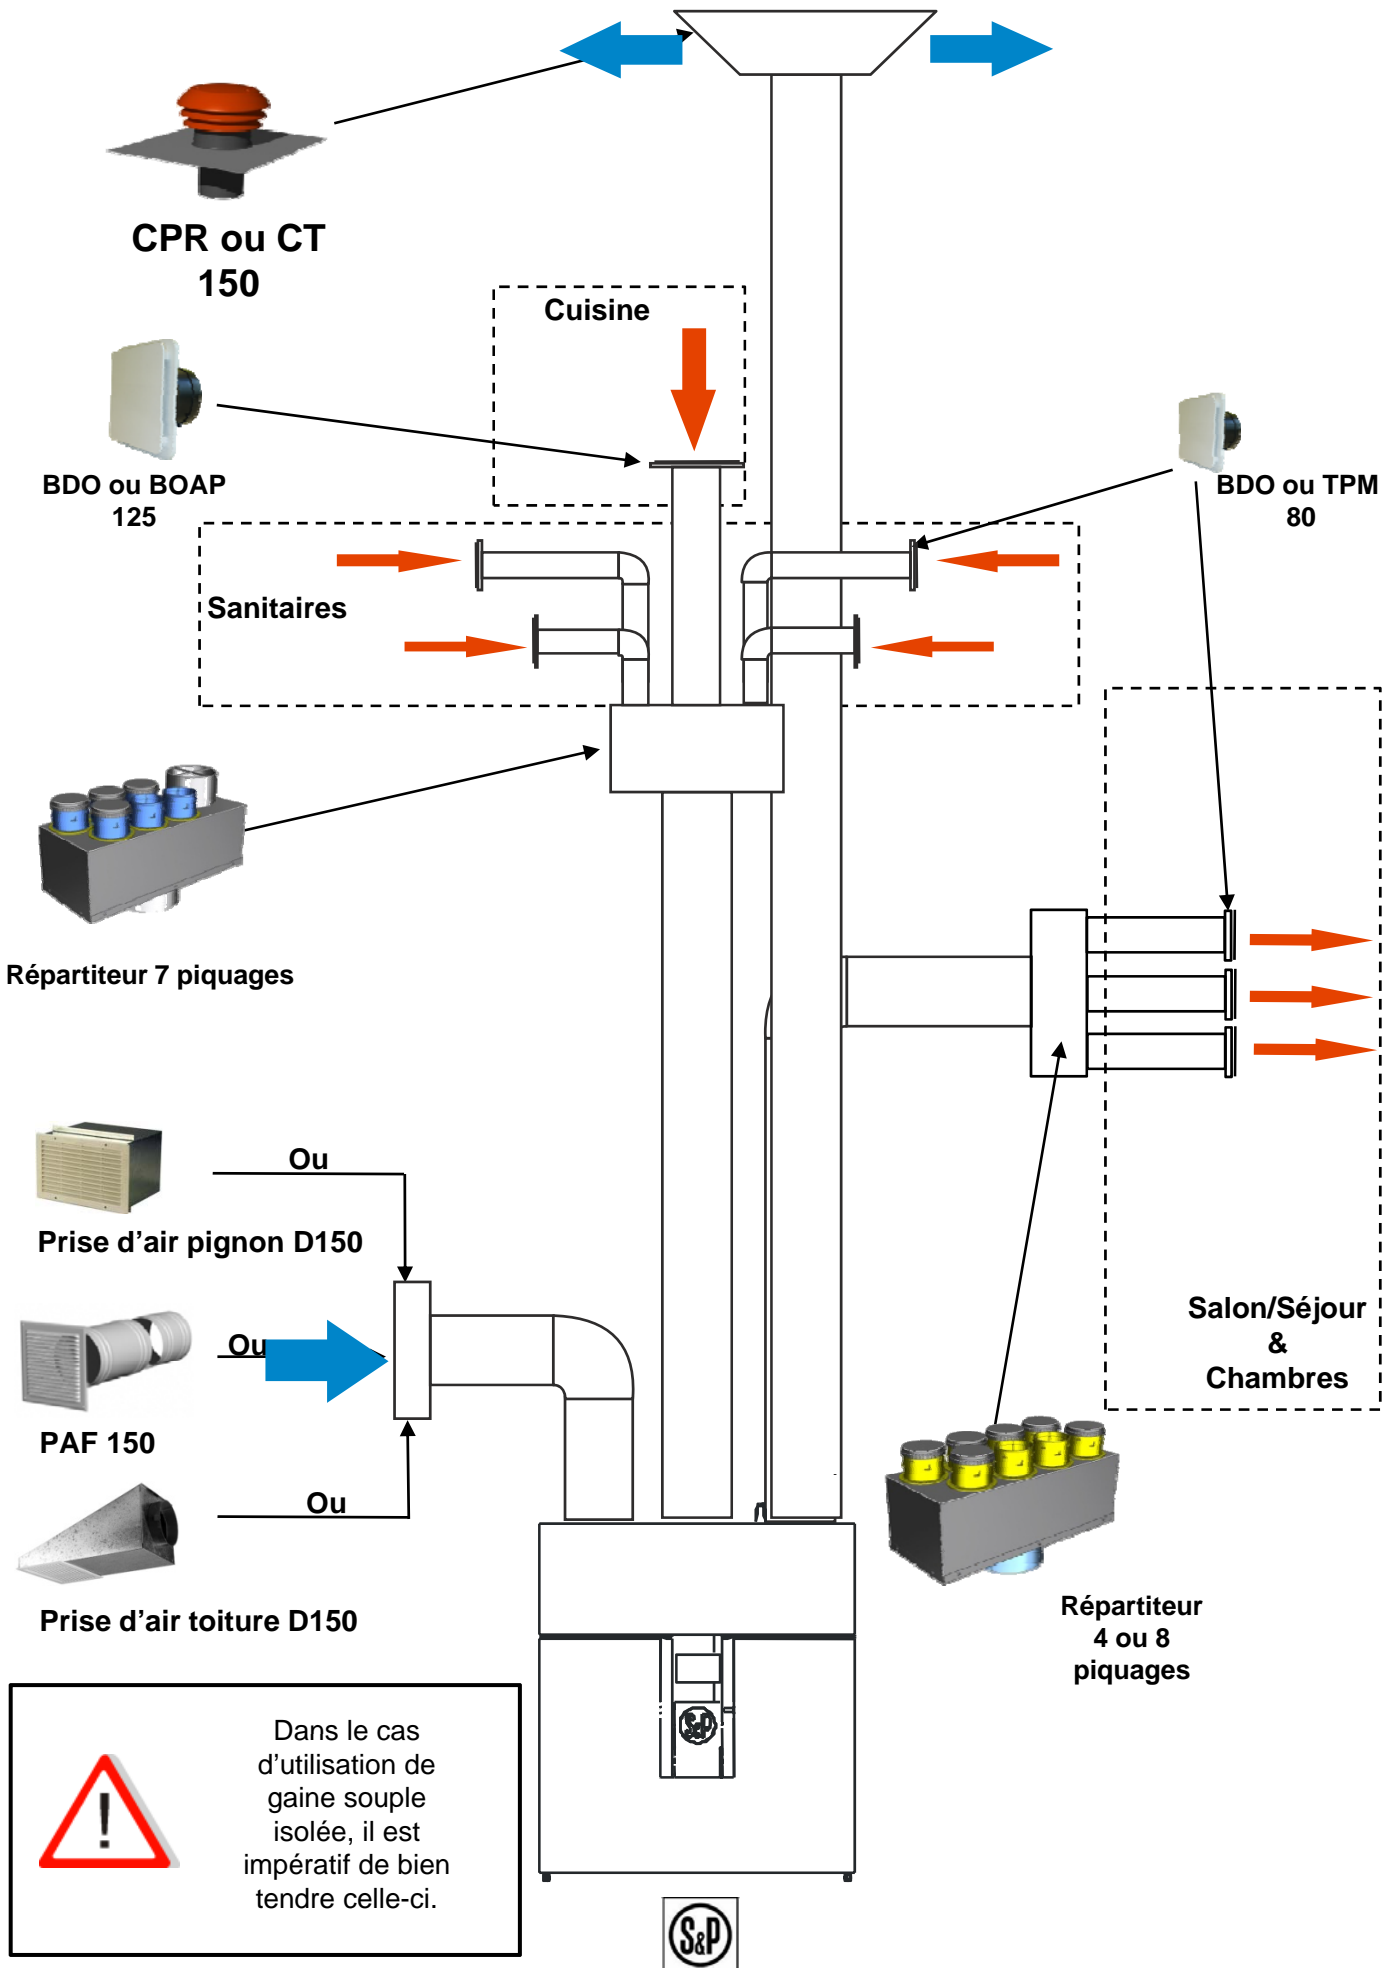 CPR ou CT
150
Cuisine
BDO ou BOAP
125
BDO ou TPM
80
Sanitaires
Répartiteur 7 piquages
Ou
Prise d’air pignon D150
Ou
PAF 150
Ou
Prise d’air toiture D150
Salon/Séjour
&
Chambres
Répartiteur
4 ou 8
piquages
Dans le cas
d’utilisation de
gaine souple
isolée, il est
impératif de bien
tendre celle-ci.
S&P
S&P